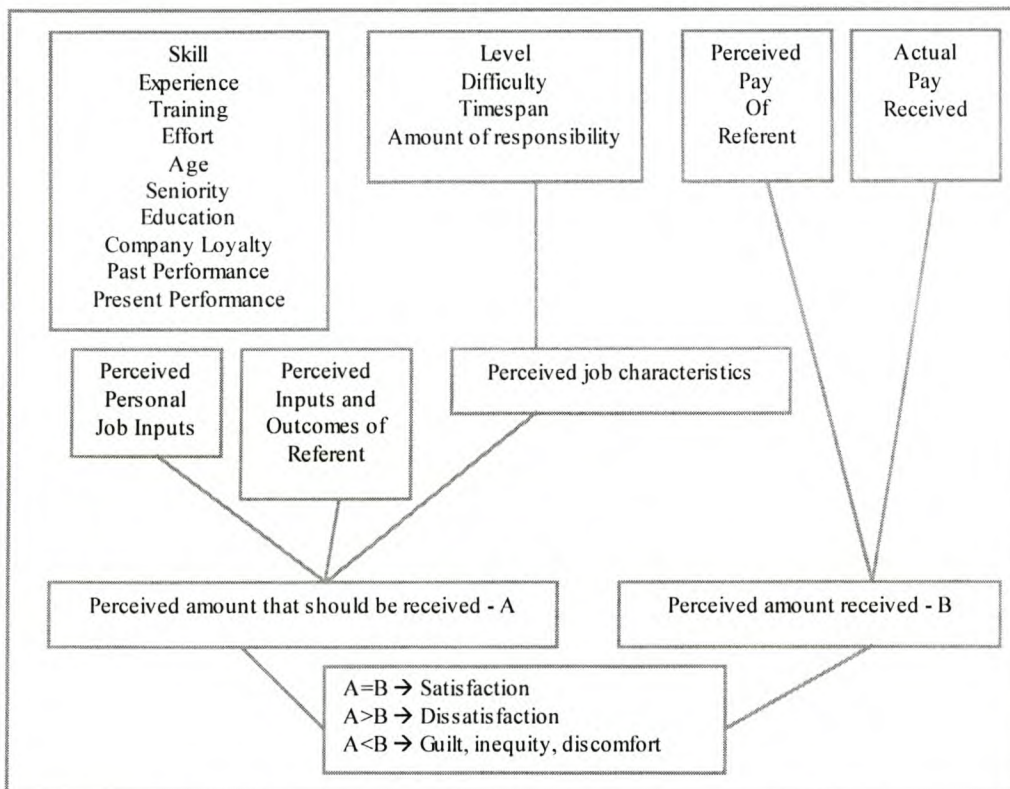 Skill
Experience
Training
Effort
Age
Seniority
Education
Company Loyalty
Past Performance
Present Performance
Level
Difficulty
Timespan
Amount of responsibility
Perceived
Pay
Of
Referent
Actual
Pay
Received
Perceived
Personal
Job Inputs
Perceived
Inputs and
Outcomes of
Referent
Perceived job characteristics
Perceived amount that should be received - A
Perceived amount received - B
A=B → Satisfaction
A>B → Dissatisfaction
A<B → Guilt, inequity, discomfort